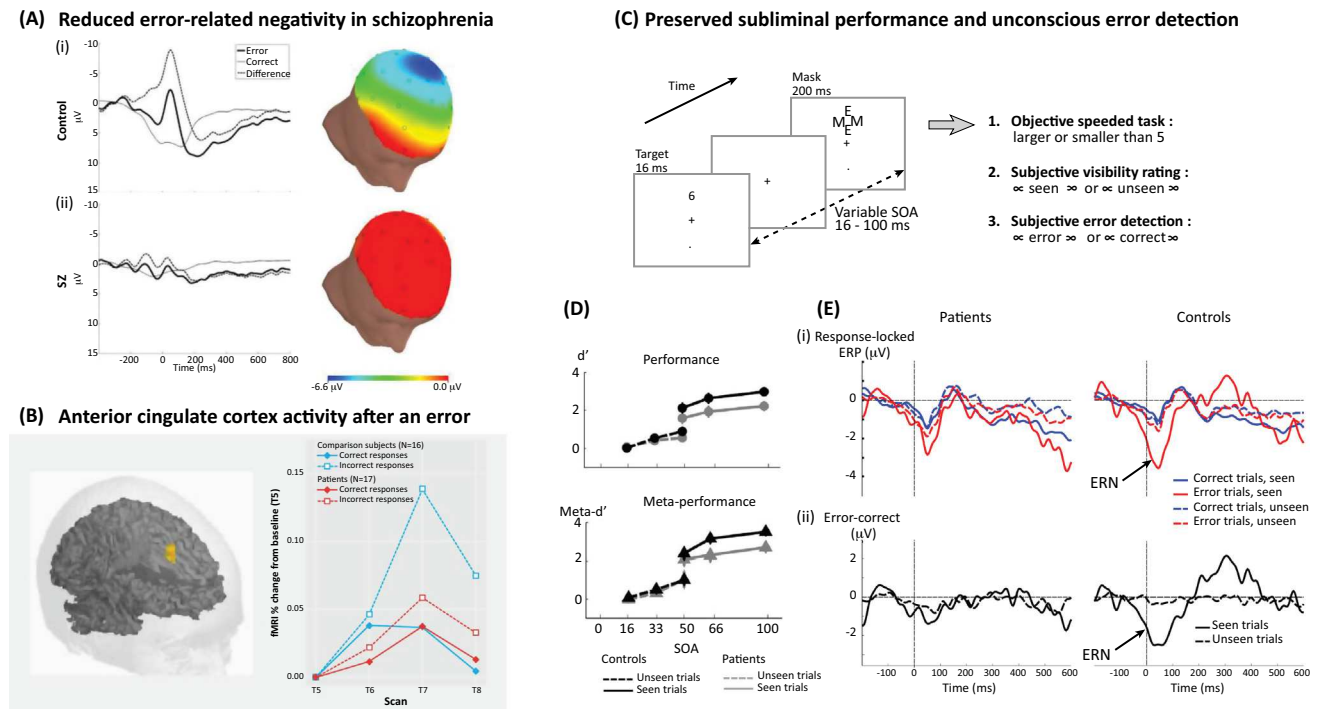 (A) Reduced error-related negativity in schizophrenia
(i)
-10
-5
0
5
10
15
µV
Control
Error
Correct
Difference
(ii)
-10
-5
0
5
10
15
µV
SZ
-400
-200
0
200
400
600
800
Time (ms)
-6.6 µV
0.0 µV
(B) Anterior cingulate cortex activity after an error
fMRI % change from baseline (T5)
0.15
0.10
0.05
0.00
Comparison subjects (N=16)
Correct responses
Incorrect responses
Patients (N=17)
Correct responses
Incorrect responses
T5
T6
T7
T8
Scan
(C) Preserved subliminal performance and unconscious error detection
Time
Target
16 ms
6
+
.
+
Mask
200 ms
E
M E M
E
+
.
Variable SOA
16 - 100 ms
1. Objective speeded task :
larger or smaller than 5
2. Subjective visibility rating :
∝ seen ∞ or ∝ unseen ∞
3. Subjective error detection :
∝ error ∞ or ∝ correct ∞
(D)
d’
Performance
4
2
0
Meta-d’
Meta-performance
4
2
0
0
16
33
50
66
100
SOA
Controls
Unseen trials
Seen trials
Patients
Unseen trials
Seen trials
(E)
Patients
Controls
(i) Response-locked
ERP (µV)
0
-2
-4
ERN
Correct trials, seen
Error trials, seen
Correct trials, unseen
Error trials, unseen
(ii) Error-correct
(µV)
2
0
-2
ERN
Seen trials
Unseen trials
-100
0
100
200
300
400
500
600
Time (ms)
-100
0
100
200
300
400
500
600
Time (ms)